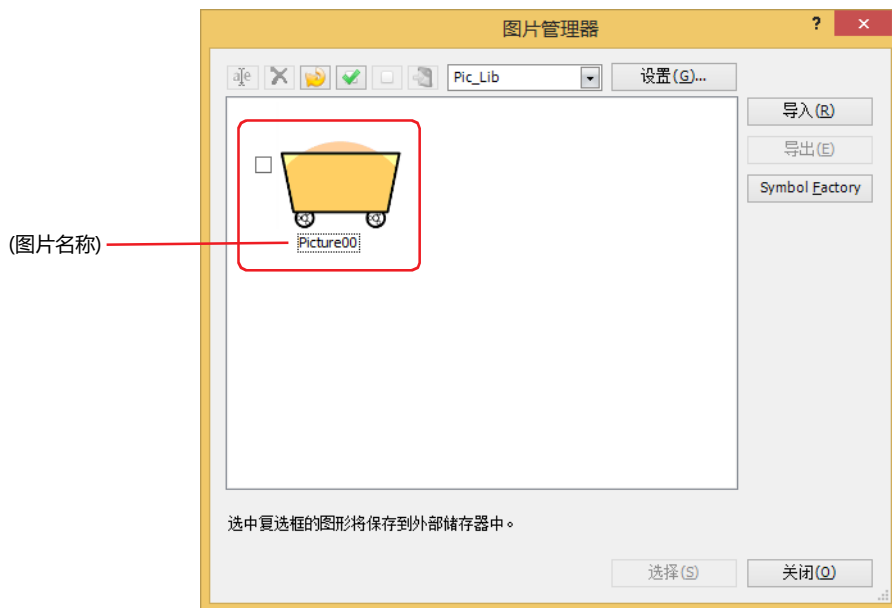 图片管理器
?
Pic_Lib
设置(G)...
导入(R)
导出(E)
Symbol Factory
(图片名称)
Picture00
选中复选框的图形将保存到外部储存器中。
选择(S)
关闭(O)